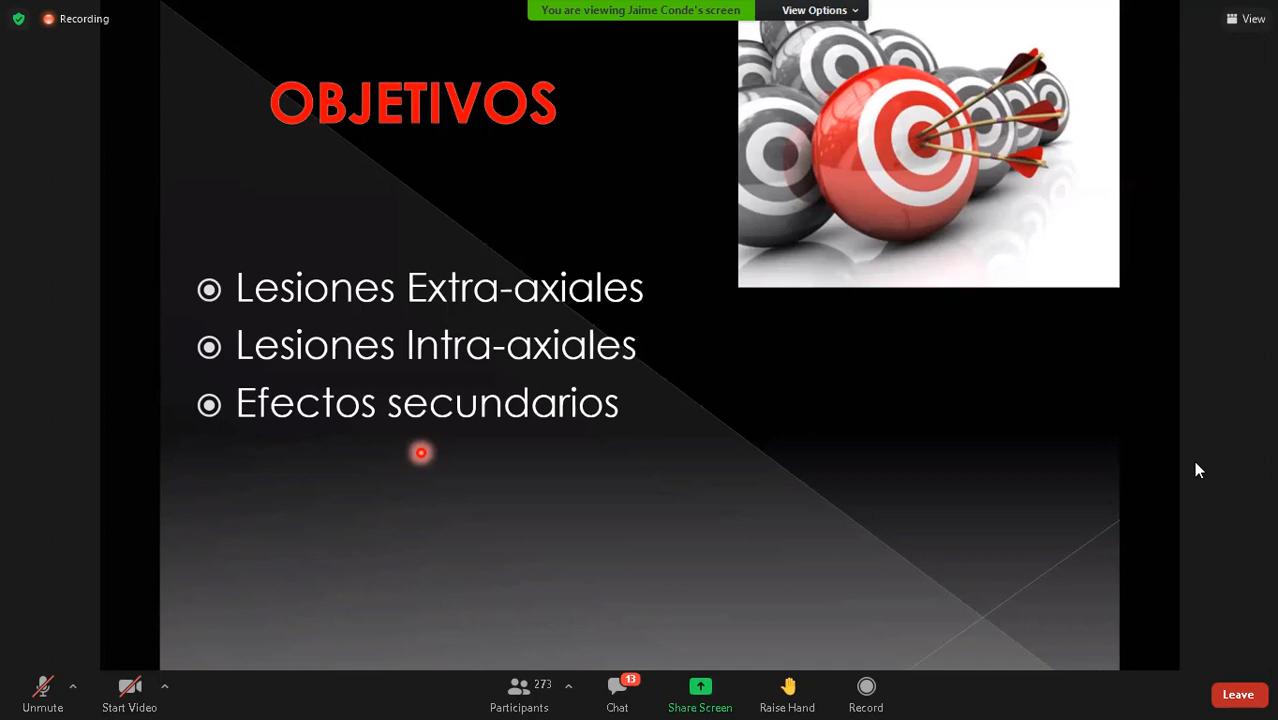 Recording
You are viewing Jaime Conde's screen
View Options
View
OBJETIVOS
Lesiones Extra-axiales
Lesiones Intra-axiales
Efectos secundarios
Unmute
Start Video
273
Participants
13
Chat
Share Screen
Raise Hand
Record
Leave